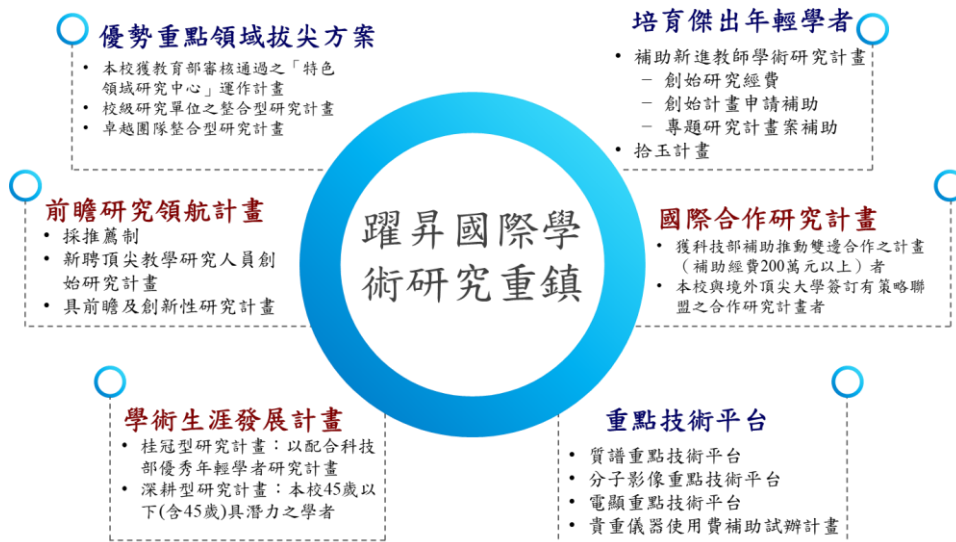 優勢重點領域拔尖方案
• 本校獲教育部審核通過之「特色
領域研究中心」運作計畫
• 校級研究單位之整合型研究計畫
• 卓越團隊整合型研究計畫
培育傑出年輕學者
• 補助新進教師學術研究計畫
– 創始研究經費
– 創始計畫申請補助
– 專題研究計畫案補助
• 拾玉計畫
前瞻研究領航計畫
• 採推薦制
• 新聘頂尖教學研究人員創
始研究計畫
• 具前瞻及創新性研究計畫
躍昇國際學
術研究重鎮
國際合作研究計畫
• 獲科技部補助推動雙邊合作之計畫
（補助經費200萬元以上）者
• 本校與境外頂尖大學簽訂有策略聯
盟之合作研究計畫者
學術生涯發展計畫
• 桂冠型研究計畫：以配合科技
部優秀年輕學者研究計畫
• 深耕型研究計畫：本校45歲以
下(含45歲)具潛力之學者
重點技術平台
• 質譜重點技術平台
• 分子影像重點技術平台
• 電顯重點技術平台
• 貴重儀器使用費補助試辦計畫